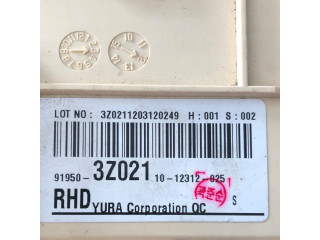 LOT NO : 3Z0211203120249 H : 001 S : 002
91950- 3Z021 10-12312-025
RHD YURA Corporation QC S